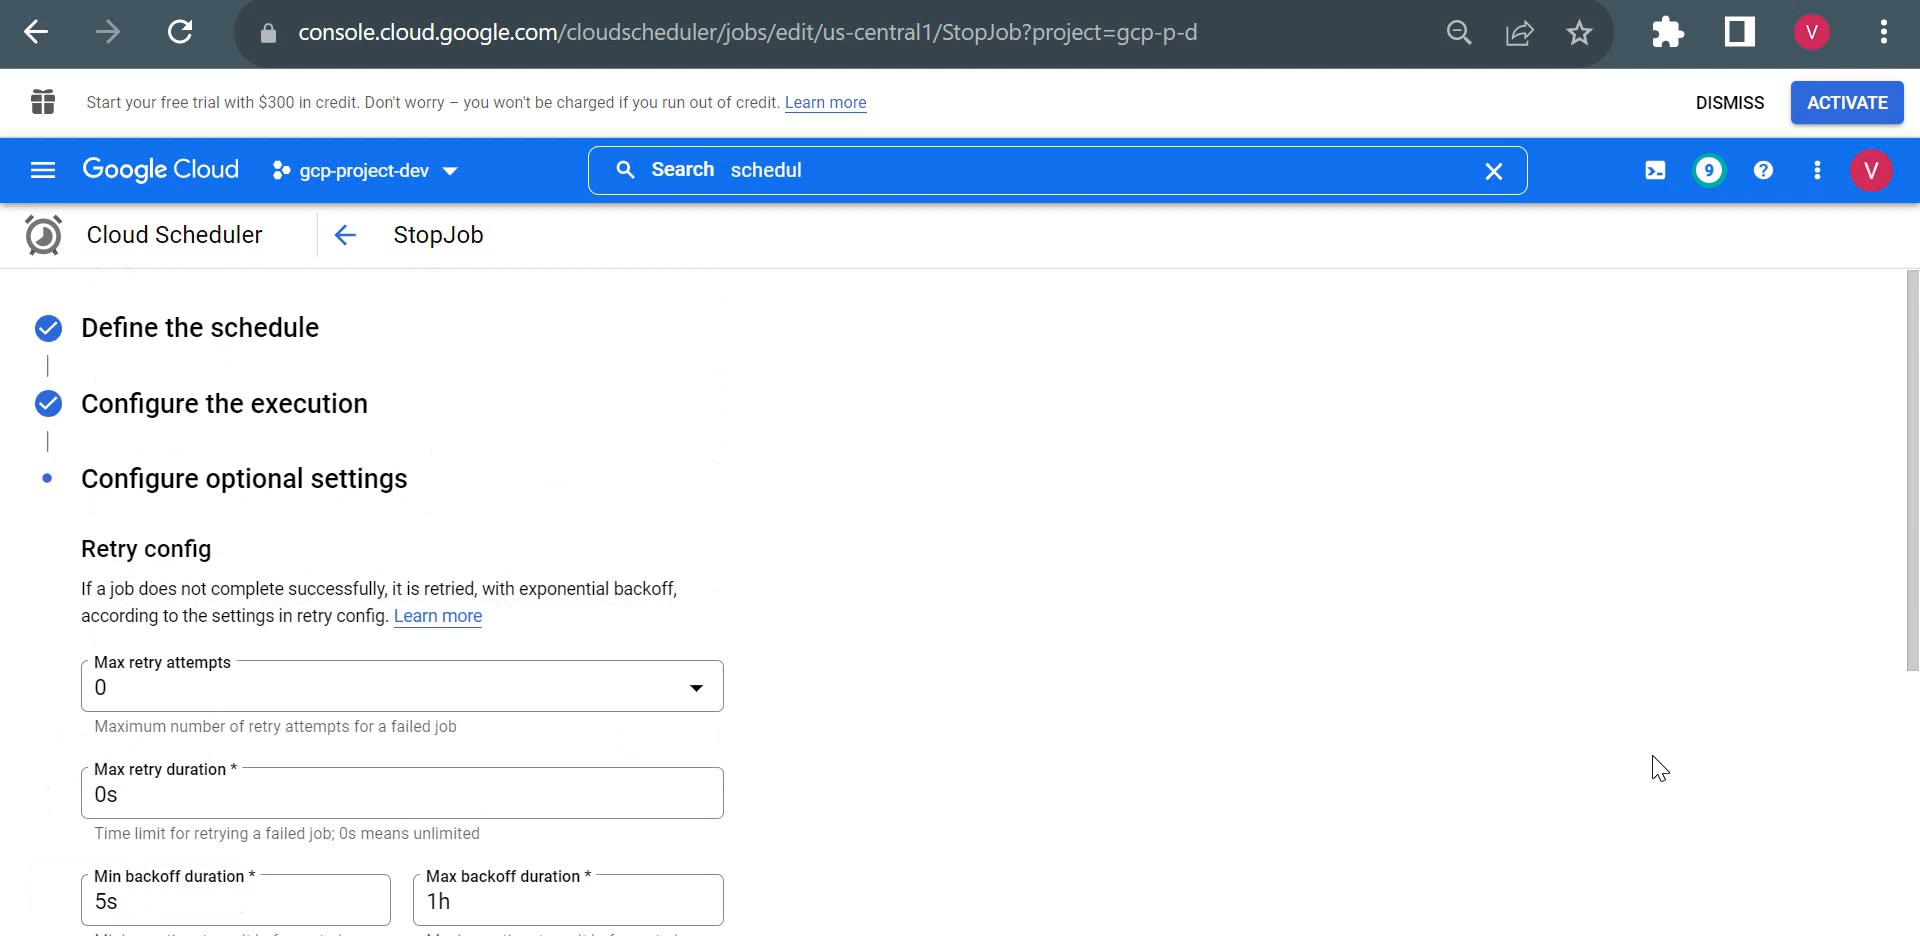 console.cloud.google.com/cloudscheduler/jobs/edit/us-central1/StopJob?project=gcp-p-d
V
Start your free trial with $300 in credit. Don't worry – you won't be charged if you run out of credit. Learn more
DISMISS
ACTIVATE
Google Cloud
gcp-project-dev
Search schedul
9
?
V
Cloud Scheduler
StopJob
Define the schedule
Configure the execution
Configure optional settings
Retry config
If a job does not complete successfully, it is retried, with exponential backoff,
according to the settings in retry config. Learn more
Max retry attempts
0
Maximum number of retry attempts for a failed job
Max retry duration *
0s
Time limit for retrying a failed job; 0s means unlimited
Min backoff duration *
5s
Max backoff duration *
1h